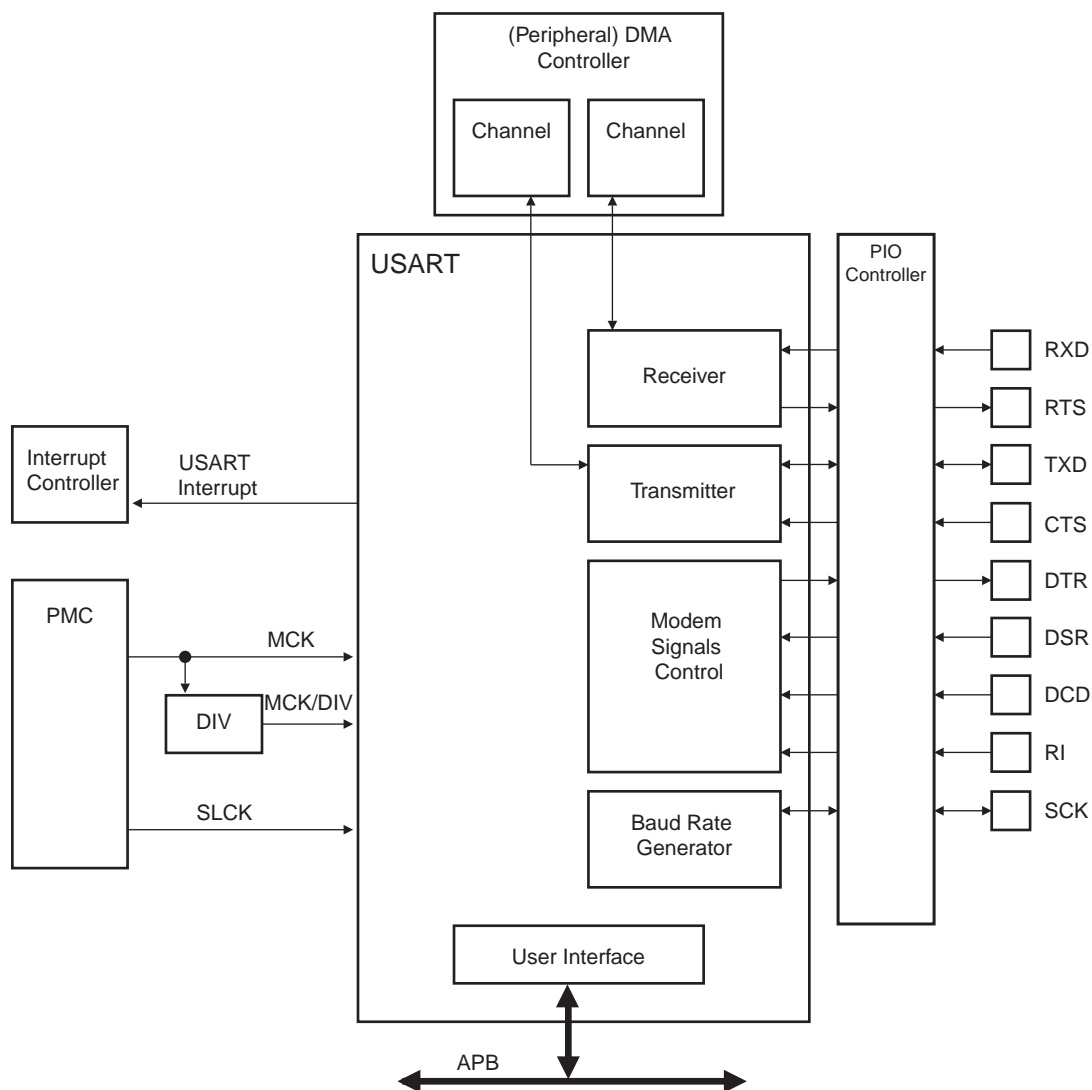 (Peripheral) DMA
Controller
Channel
Channel
USART
PIO
Controller
Receiver
RXD
RTS
Interrupt
Controller
USART
Interrupt
Transmitter
TXD
CTS
PMC
MCK
DIV
MCK/DIV
SLCK
Modem
Signals
Control
DTR
DSR
DCD
RI
Baud Rate
Generator
SCK
User Interface
APB